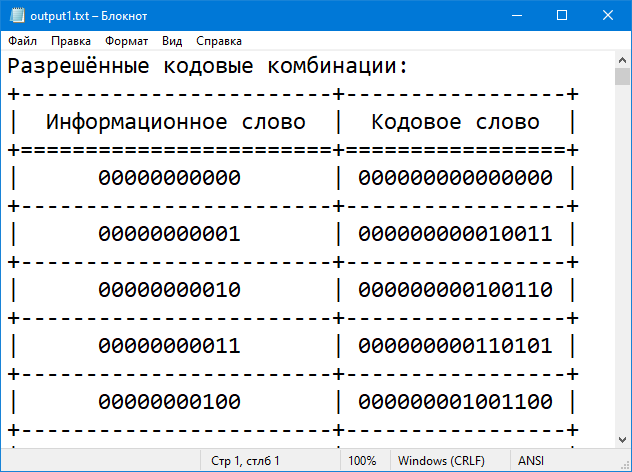 output1.txt – Блокнот
Файл Правка Формат Вид Справка
Разрешённые кодовые комбинации:
+------------------------+-----------------+
| Информационное слово | Кодовое слово |
+========================+=================+
| 00000000000 | 000000000000000 |
+------------------------+-----------------+
| 00000000001 | 000000000010011 |
+------------------------+-----------------+
| 00000000010 | 000000000100110 |
+------------------------+-----------------+
| 00000000011 | 000000000110101 |
+------------------------+-----------------+
| 00000000100 | 000000001001100 |
+------------------------+-----------------+
Стр 1, стлб 1 100% Windows (CRLF) ANSI